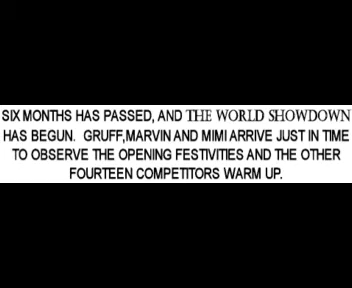 SIX MONTHS HAS PASSED, AND THE WORLD SHOWDOWN
HAS BEGUN. GRUFF,MARVIN AND MIMI ARRIVE JUST IN TIME
TO OBSERVE THE OPENING FESTIVITIES AND THE OTHER
FOURTEEN COMPETITORS WARM UP.